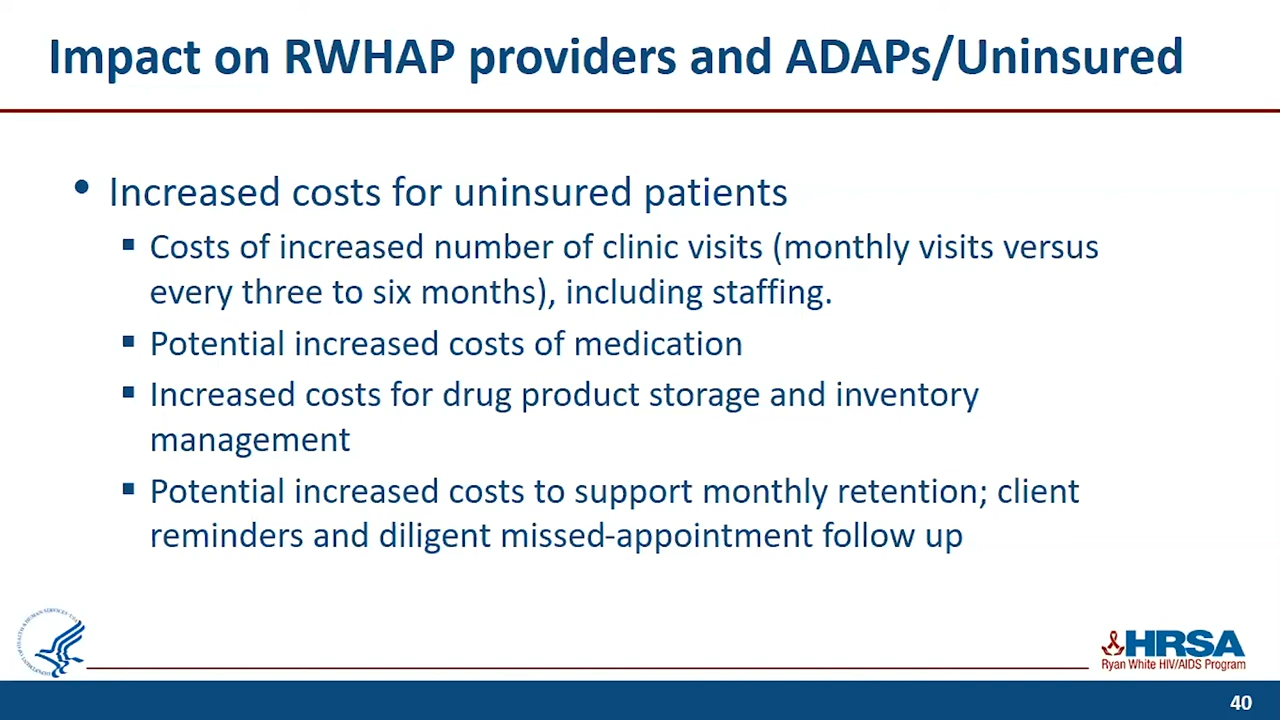 Impact on RWHAP providers and ADAPs/Uninsured
• Increased costs for uninsured patients
▪ Costs of increased number of clinic visits (monthly visits versus
every three to six months), including staffing.
▪ Potential increased costs of medication
▪ Increased costs for drug product storage and inventory
management
▪ Potential increased costs to support monthly retention; client
reminders and diligent missed-appointment follow up
HRSA
Ryan White HIV/AIDS Program
40